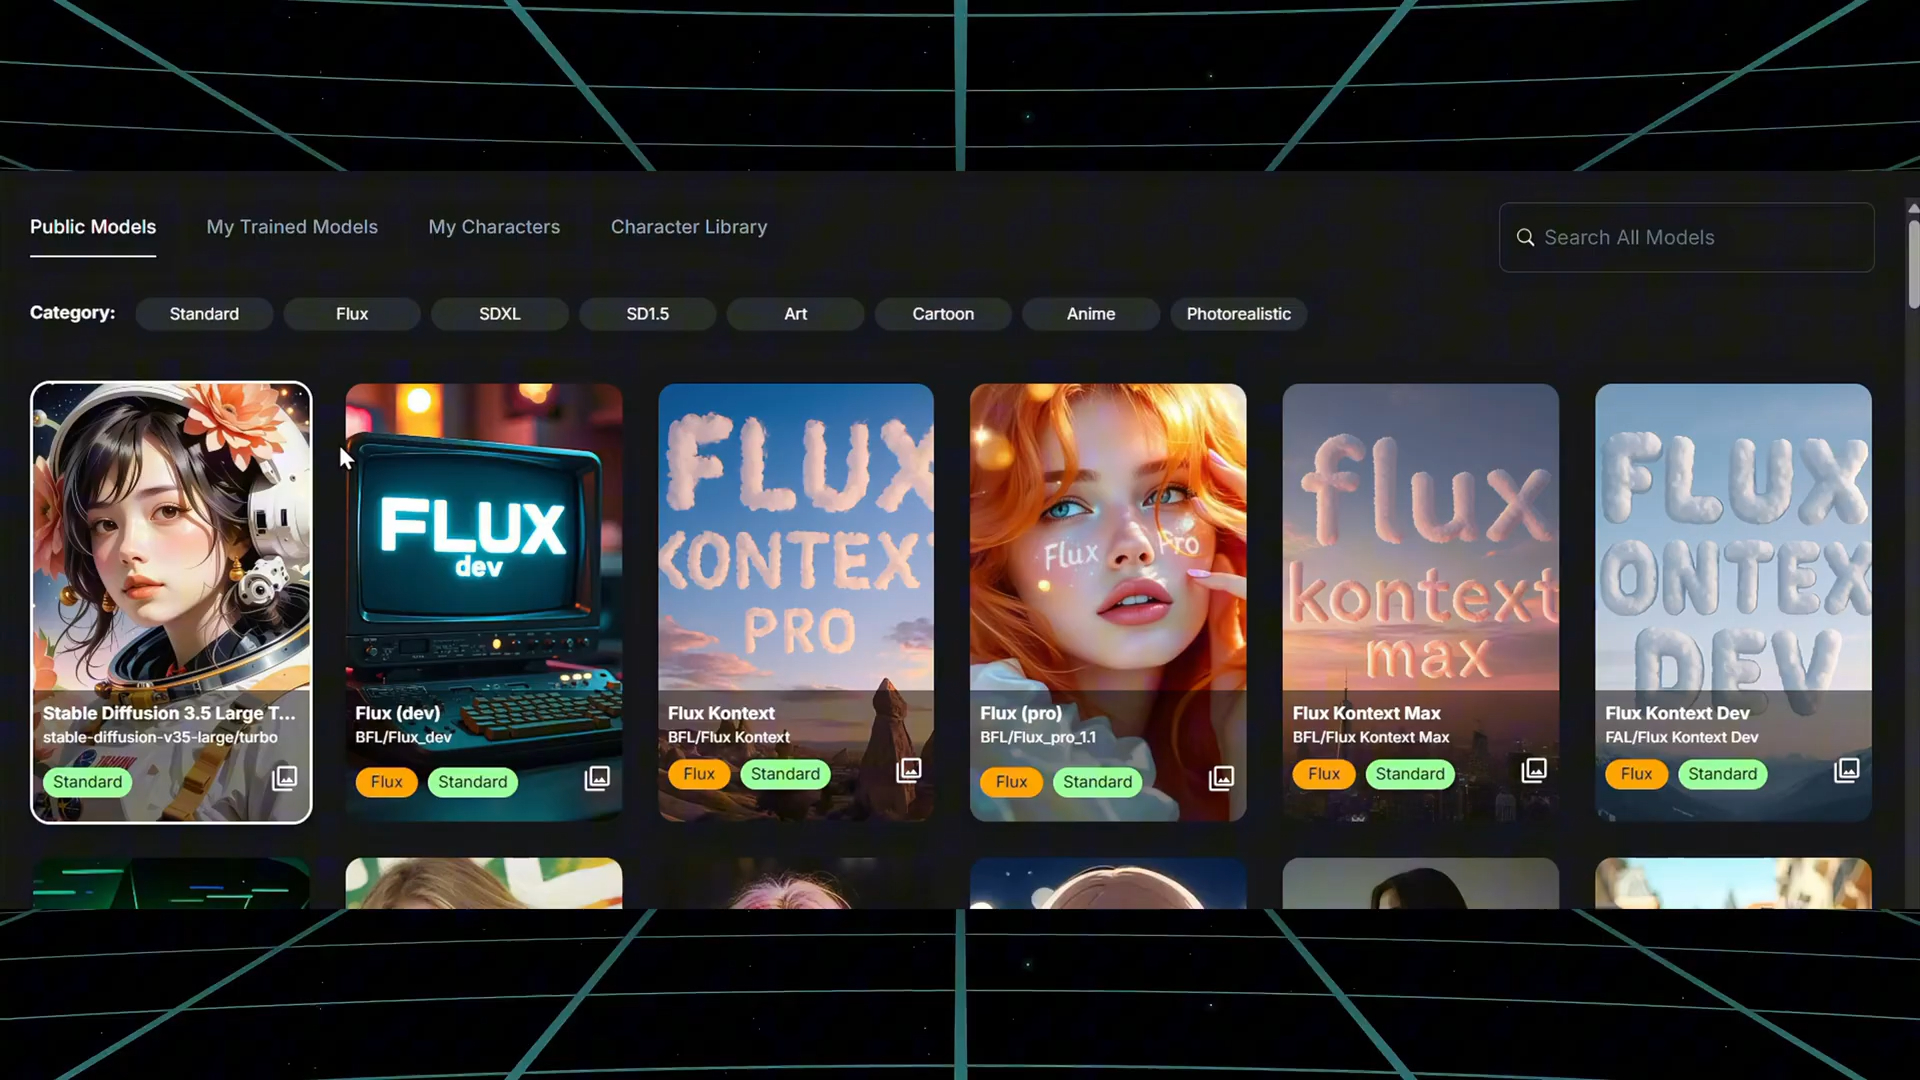 Public Models
My Trained Models
My Characters
Character Library
Search All Models
Category:
Standard
Flux
SDXL
SD1.5
Art
Cartoon
Anime
Photorealistic
FLUX
dev
FLUX
KONTEXT
PRO
Flux Pro
flux
kontext
max
FLUX
ONTEX
DEV
Stable Diffusion 3.5 Large T...
stable-diffusion-v35-large/turbo
Standard
Flux (dev)
BFL/Flux_dev
Flux
Standard
Flux Kontext
BFL/Flux Kontext
Flux
Standard
Flux (pro)
BFL/Flux_pro_1.1
Flux
Standard
Flux Kontext Max
BFL/Flux Kontext Max
Flux
Standard
Flux Kontext Dev
FAL/Flux Kontext Dev
Flux
Standard